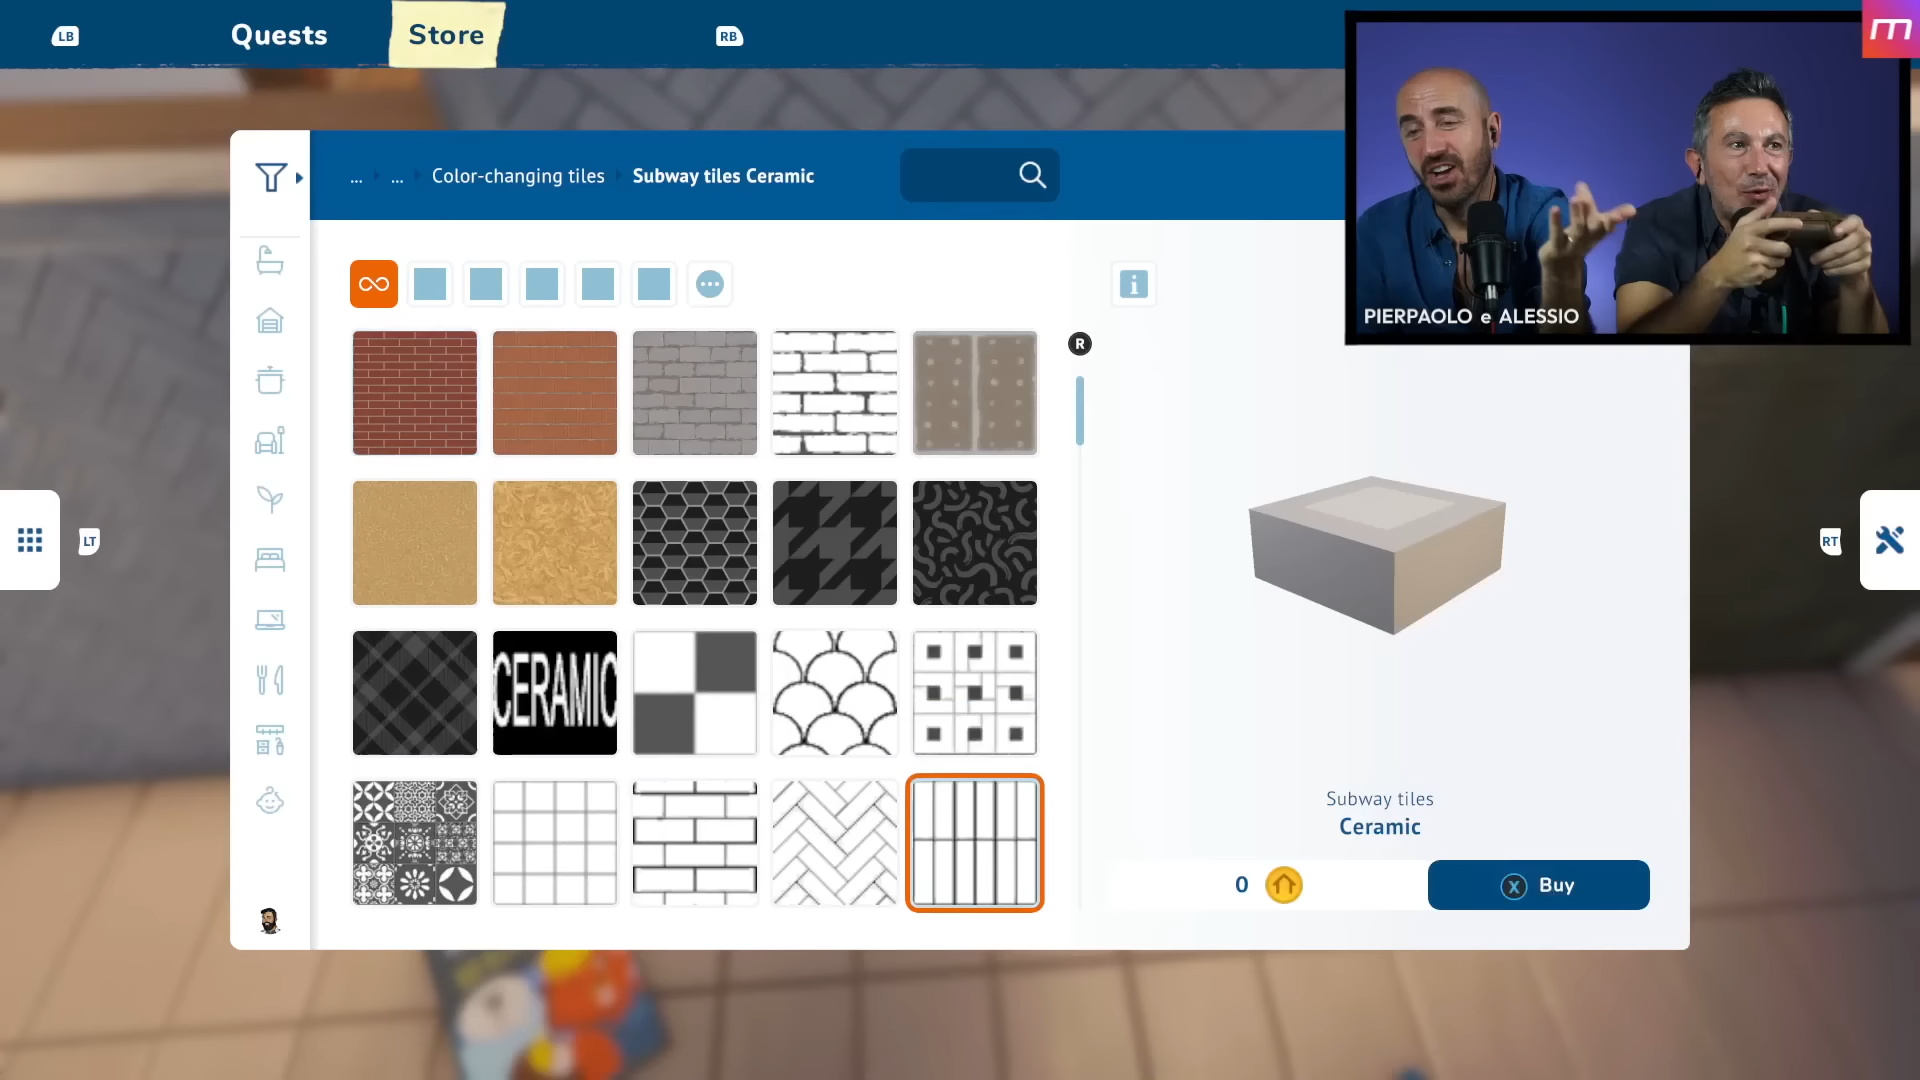 LB
Quests
Store
RB
m
... ... Color-changing tiles Subway tiles Ceramic
PIERPAOLO e ALESSIO
i
R
LT
RT
CERAMIC
Subway tiles
Ceramic
0
X Buy